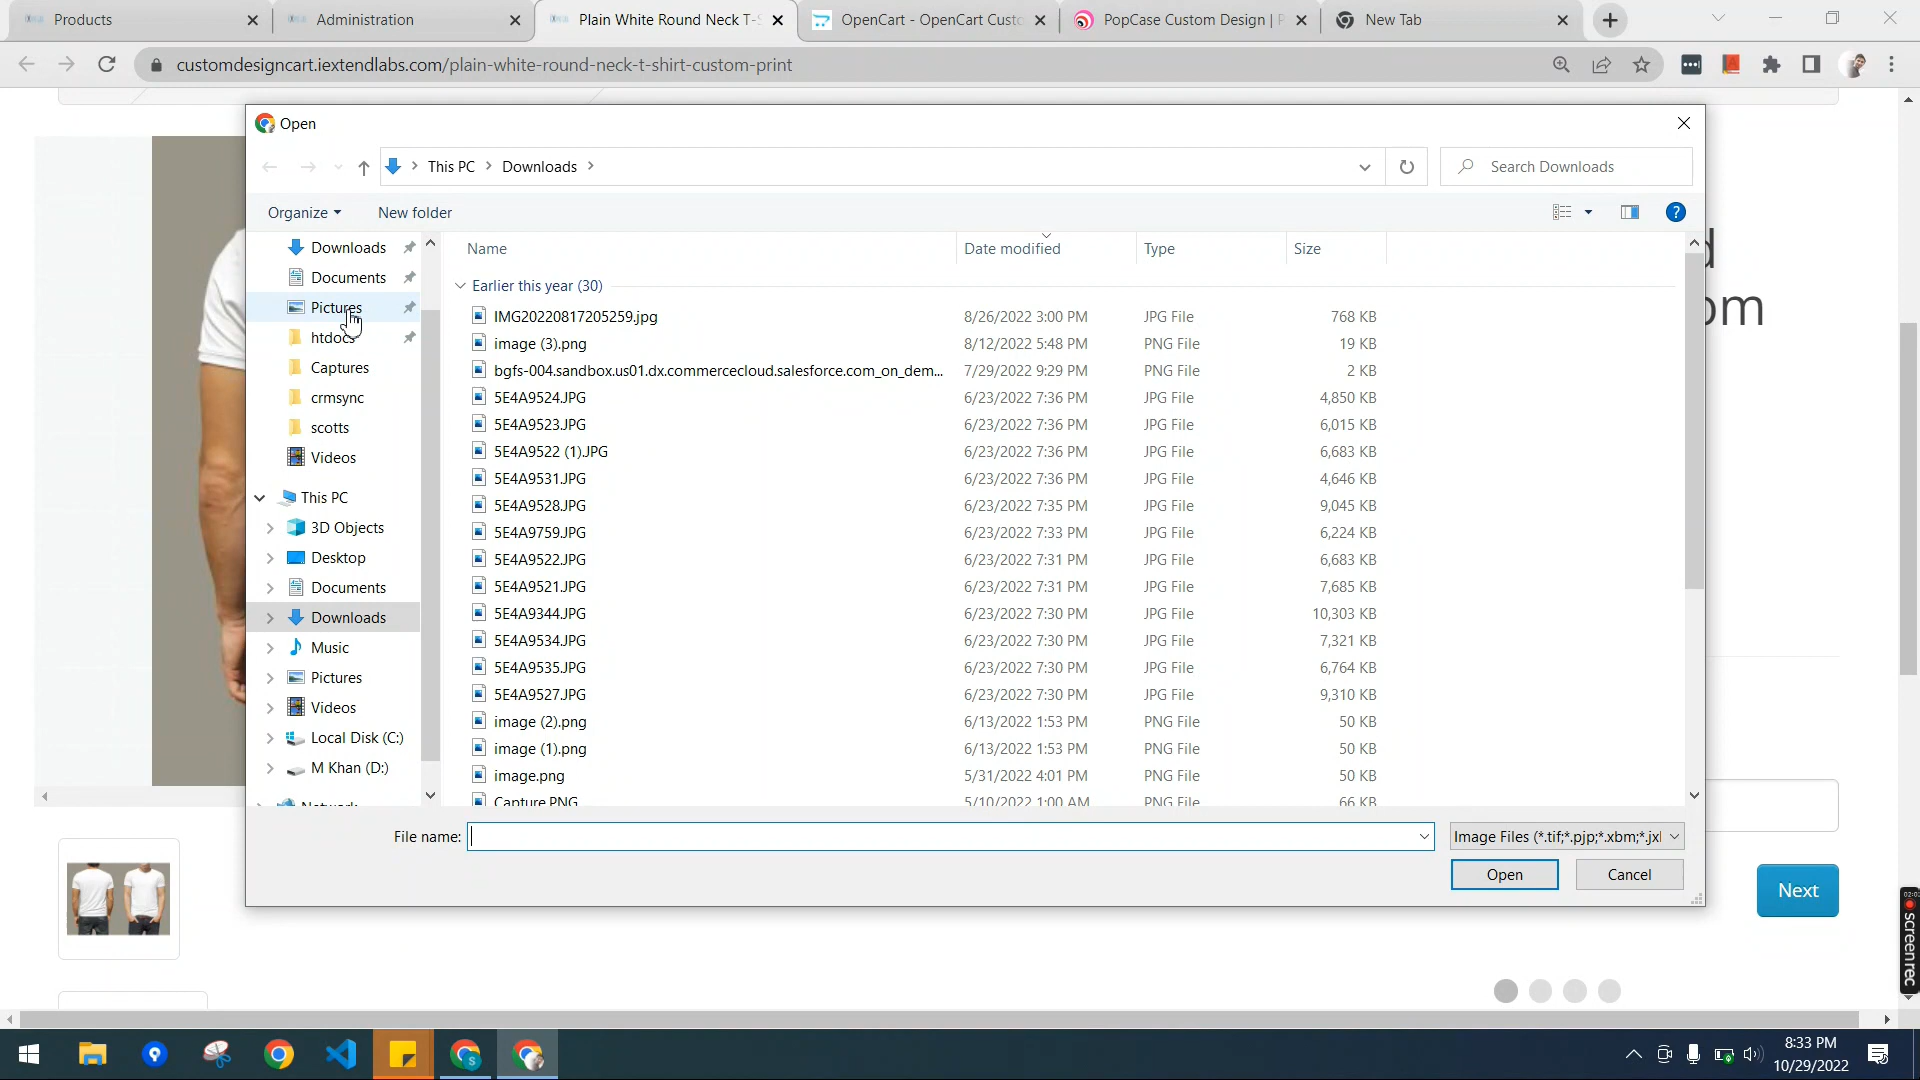 Products
Administration
Plain White Round Neck T-S
OpenCart - OpenCart Custo
PopCase Custom Design | P
New Tab
customdesigncart.iextendlabs.com/plain-white-round-neck-t-shirt-custom-print
Open
This PC
Downloads
Search Downloads
Organize
New folder
Name
Date modified
Type
Size
Downloads
Documents
Pictures
htdocs
Captures
crmsync
scotts
Videos
This PC
3D Objects
Desktop
Documents
Downloads
Music
Pictures
Videos
Local Disk (C:)
M Khan (D:)
Network
Earlier this year (30)
IMG20220817205259.jpg 8/26/2022 3:00 PM JPG File 768 KB
image (3).png 8/12/2022 5:48 PM PNG File 19 KB
bgfs-004.sandbox.us01.dx.commercecloud.salesforce.com_on_dem... 7/29/2022 9:29 PM PNG File 2 KB
5E4A9524.JPG 6/23/2022 7:36 PM JPG File 4,850 KB
5E4A9523.JPG 6/23/2022 7:36 PM JPG File 6,015 KB
5E4A9522 (1).JPG 6/23/2022 7:36 PM JPG File 6,683 KB
5E4A9531.JPG 6/23/2022 7:36 PM JPG File 4,646 KB
5E4A9528.JPG 6/23/2022 7:35 PM JPG File 9,045 KB
5E4A9759.JPG 6/23/2022 7:33 PM JPG File 6,224 KB
5E4A9522.JPG 6/23/2022 7:31 PM JPG File 6,683 KB
5E4A9521.JPG 6/23/2022 7:31 PM JPG File 7,685 KB
5E4A9344.JPG 6/23/2022 7:30 PM JPG File 10,303 KB
5E4A9534.JPG 6/23/2022 7:30 PM JPG File 7,321 KB
5E4A9535.JPG 6/23/2022 7:30 PM JPG File 6,764 KB
5E4A9527.JPG 6/23/2022 7:30 PM JPG File 9,310 KB
image (2).png 6/13/2022 1:53 PM PNG File 50 KB
image (1).png 6/13/2022 1:53 PM PNG File 50 KB
image.png 5/31/2022 4:01 PM PNG File 50 KB
Capture.PNG 5/10/2022 1:00 AM PNG File 66 KB
d
om
File name:
Image Files (*.tif;*.pjp;*.xbm;*.jxl
Open
Cancel
Next
screenrec
8:33 PM
10/29/2022